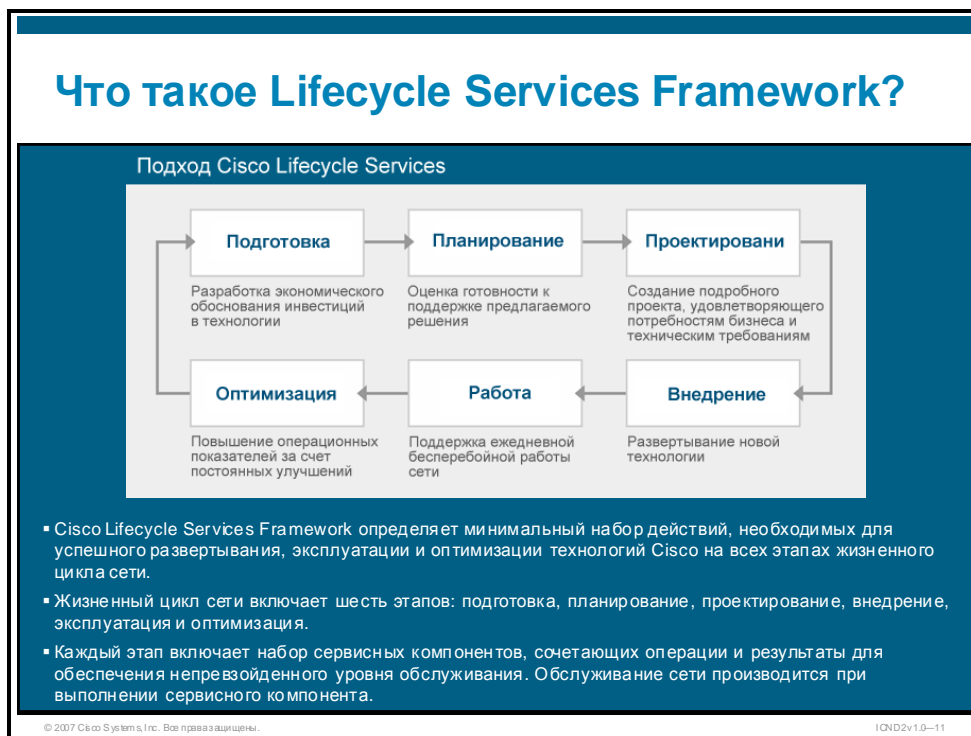 Что такое Lifecycle Services Framework?
Подход Cisco Lifecycle Services
Подготовка
Разработка экономического
обоснования инвестиций
в технологии
Планирование
Оценка готовности к
поддержке предлагаемого
решения
Проектировани
Создание подробного
проекта, удовлетворяющего
потребностям бизнеса и
техническим требованиям
Оптимизация
Повышение операционных
показателей за счет
постоянных улучшений
Работа
Поддержка ежедневной
бесперебойной работы
сети
Внедрение
Развертывание новой
технологии
▪ Cisco Lifecycle Services Framework определяет минимальный набор действий, необходимых для
успешного развертывания, эксплуатации и оптимизации технологий Cisco на всех этапах жизненного
цикла сети.
▪ Жизненный цикл сети включает шесть этапов: подготовка, планирование, проектирование, внедрение,
эксплуатация и оптимизация.
▪ Каждый этап включает набор сервисных компонентов, сочетающих операции и результаты для
обеспечения непревзойденного уровня обслуживания. Обслуживание сети производится при
выполнении сервисного компонента.
© 2007 Cisco Systems, Inc. Все права защищены.
ICND2 v1.0—11